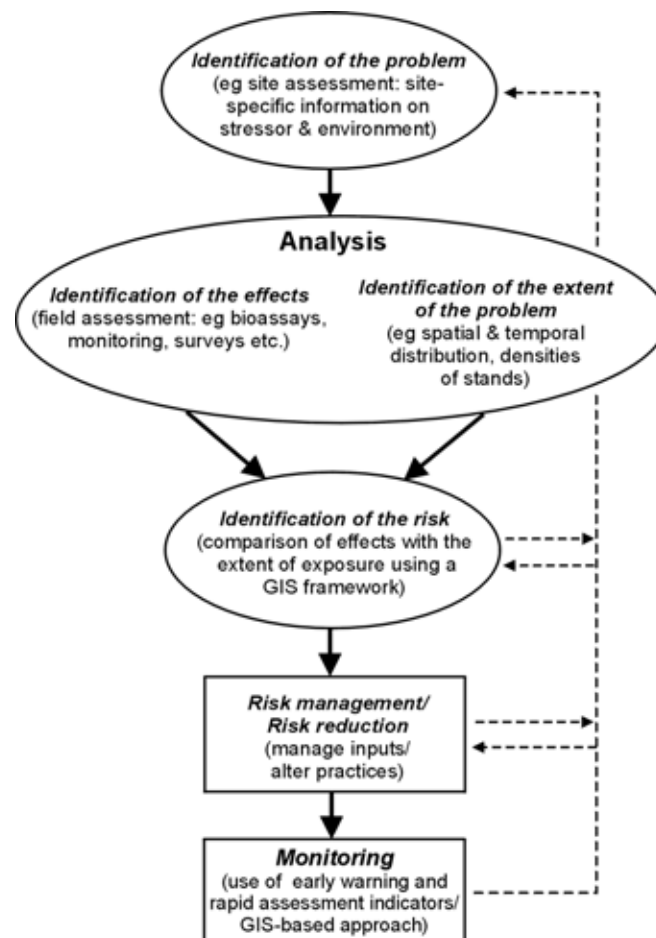 Identification of the problem
(eg site assessment: site-
specific information on
stressor & environment)
Analysis
Identification of the effects
(field assessment: eg bioassays,
monitoring, surveys etc.)
Identification of the extent
of the problem
(eg spatial & temporal
distribution, densities
of stands)
Identification of the risk
(comparison of effects with the
extent of exposure using a
GIS framework)
Risk management/
Risk reduction
(manage inputs/
alter practices)
Monitoring
(use of early warning and
rapid assessment indicators/
GIS-based approach)